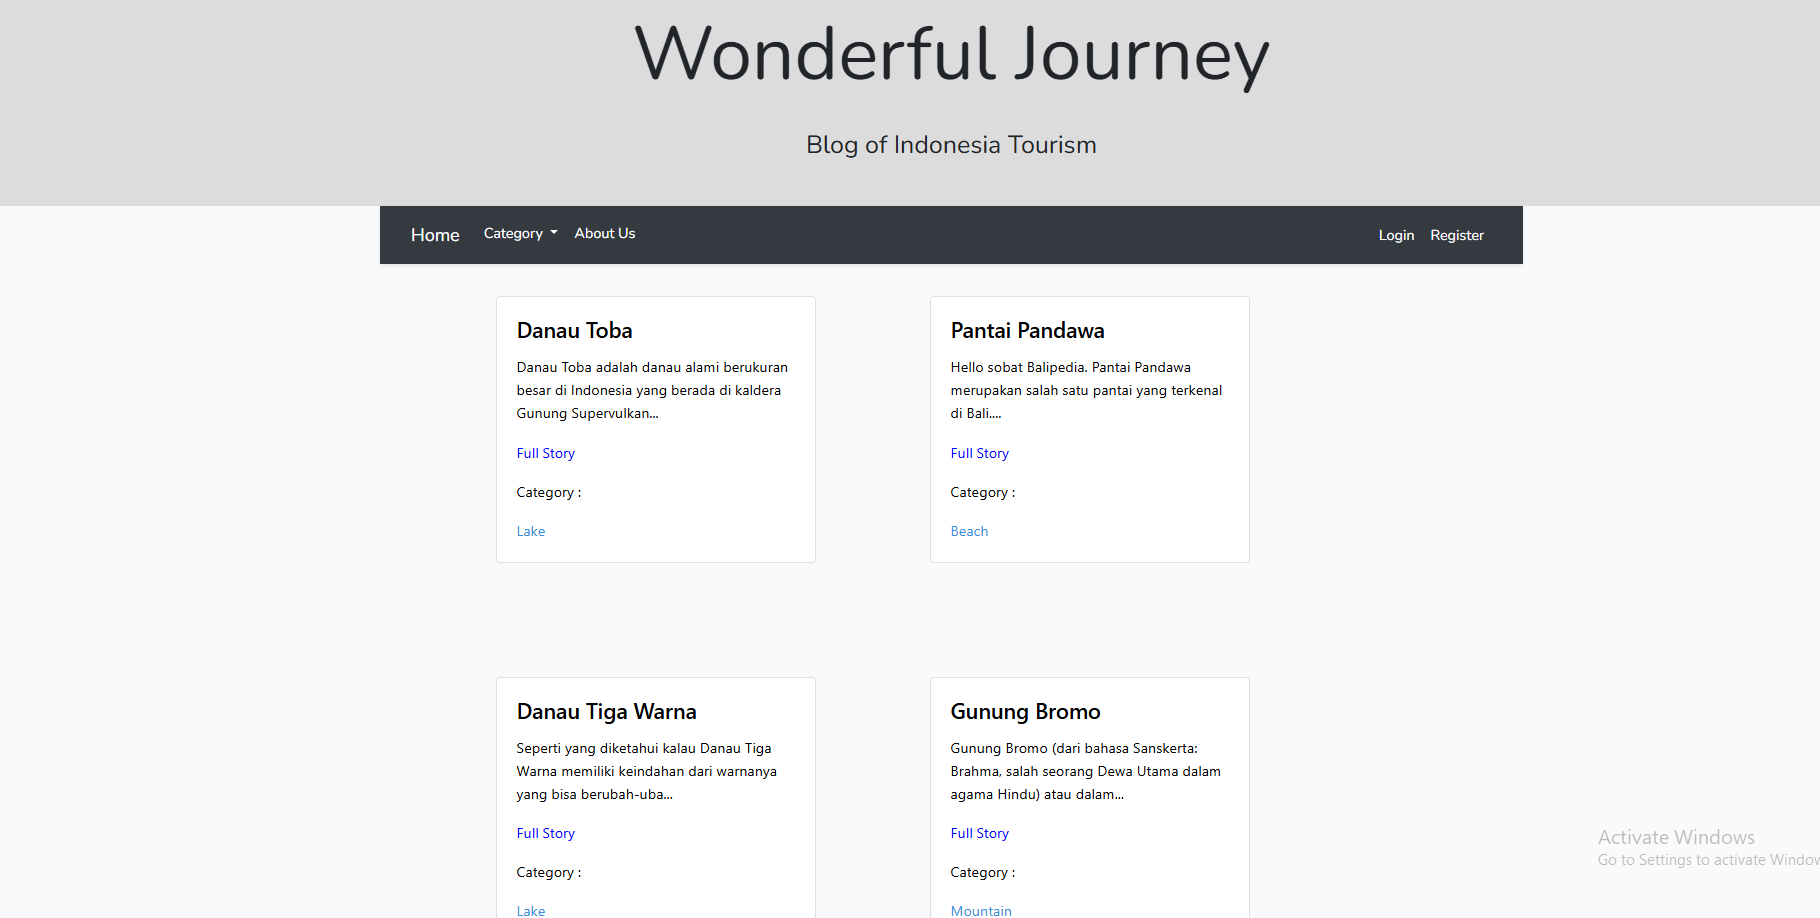 Wonderful Journey
Blog of Indonesia Tourism
Home Category About Us Login Register
Danau Toba
Danau Toba adalah danau alami berukuran
besar di Indonesia yang berada di kaldera
Gunung Supervulkan...
Full Story
Category :
Lake
Pantai Pandawa
Hello sobat Balipedia. Pantai Pandawa
merupakan salah satu pantai yang terkenal
di Bali....
Full Story
Category :
Beach
Danau Tiga Warna
Seperti yang diketahui kalau Danau Tiga
Warna memiliki keindahan dari warnanya
yang bisa berubah-uba...
Full Story
Category :
Lake
Gunung Bromo
Gunung Bromo (dari bahasa Sanskerta:
Brahma, salah seorang Dewa Utama dalam
agama Hindu) atau dalam...
Full Story
Category :
Mountain
Activate Windows
Go to Settings to activate Window